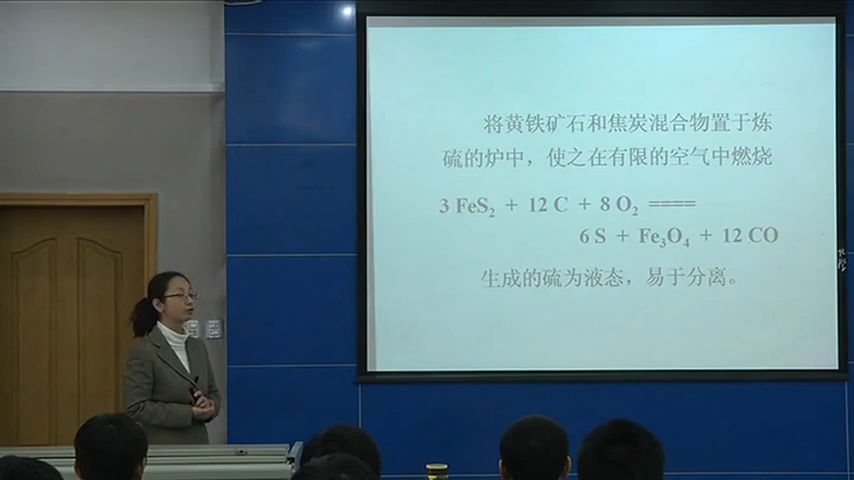 将黄铁矿石和焦炭混合物置于炼
硫的炉中，使之在有限的空气中燃烧
3 FeS₂ + 12 C + 8 O₂ ====
6 S + Fe₃O₄ + 12 CO
生成的硫为液态，易于分离。